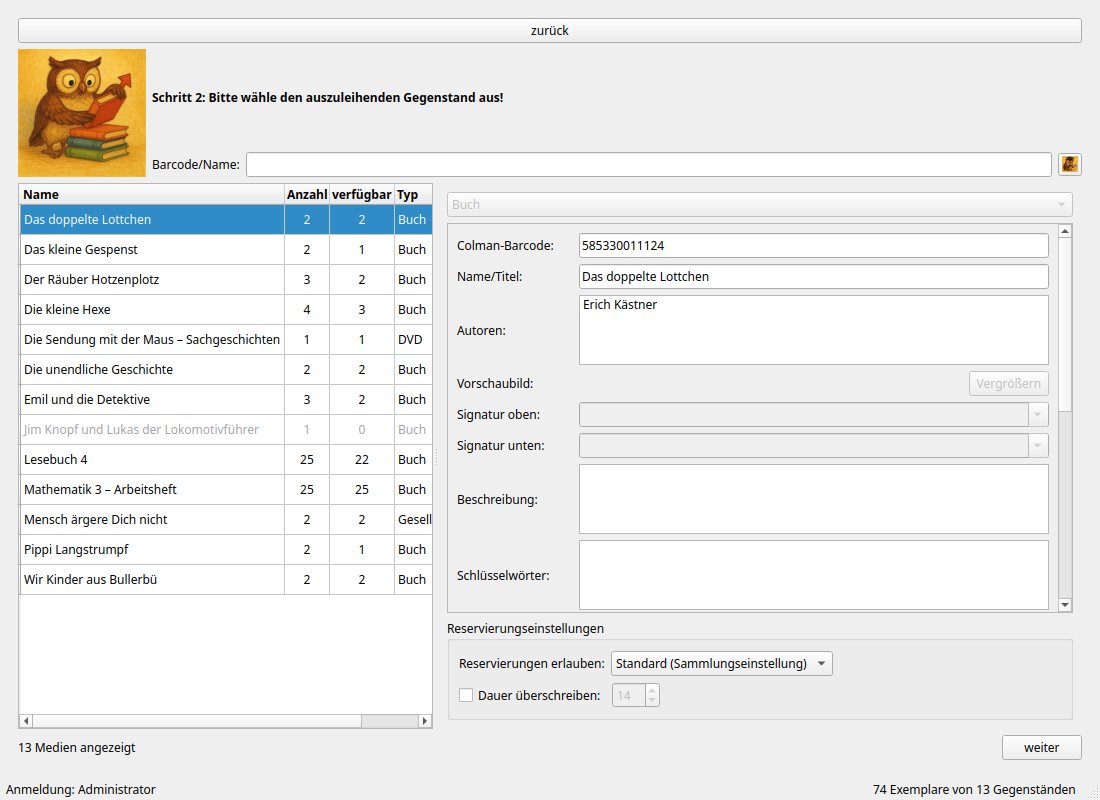 zurück
Schritt 2: Bitte wähle den auszuleihenden Gegenstand aus!
Barcode/Name:
Name Anzahl verfügbar Typ
Das doppelte Lottchen 2 2 Buch
Das kleine Gespenst 2 1 Buch
Der Räuber Hotzenplotz 3 2 Buch
Die kleine Hexe 4 3 Buch
Die Sendung mit der Maus – Sachgeschichten 1 1 DVD
Die unendliche Geschichte 2 2 Buch
Emil und die Detektive 3 2 Buch
Jim Knopf und Lukas der Lokomotivführer 1 0 Buch
Lesebuch 4 25 22 Buch
Mathematik 3 – Arbeitsheft 25 25 Buch
Mensch ärgere Dich nicht 2 2 Gesell
Pippi Langstrumpf 2 1 Buch
Wir Kinder aus Bullerbü 2 2 Buch
13 Medien angezeigt
Buch
Colman-Barcode: 585330011124
Name/Titel: Das doppelte Lottchen
Autoren: Erich Kästner
Vorschaubild: Vergrößern
Signatur oben:
Signatur unten:
Beschreibung:
Schlüsselwörter:
Reservierungseinstellungen
Reservierungen erlauben: Standard (Sammlungseinstellung)
Dauer überschreiben: 14
weiter
Anmeldung: Administrator
74 Exemplare von 13 Gegenständen